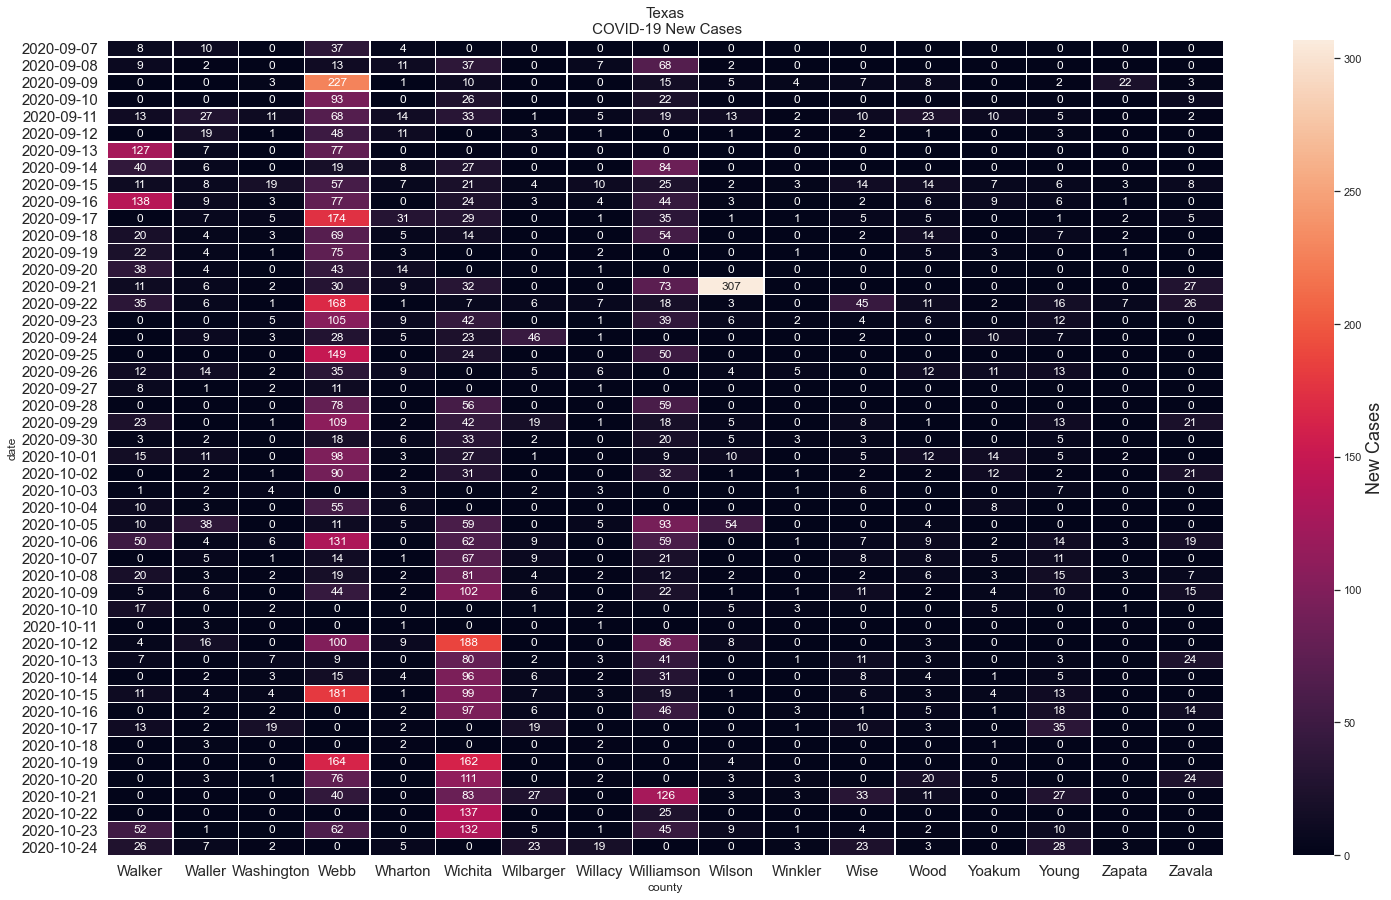 Texas
COVID-19 New Cases
2020-09-07 8 10 0 37 4 0 0 0 0 0 0 0 0 0 0 0 0
2020-09-08 9 2 0 13 11 37 0 7 68 2 0 0 0 0 0 0 0
2020-09-09 0 0 3 227 1 10 0 0 15 5 4 7 8 0 2 22 3
2020-09-10 0 0 0 93 0 26 0 0 22 0 0 0 0 0 0 0 9
2020-09-11 13 27 11 68 14 33 1 5 19 13 2 10 23 10 5 0 2
2020-09-12 0 19 1 48 11 0 3 1 0 1 2 2 1 0 3 0 0
2020-09-13 127 7 0 77 0 0 0 0 0 0 0 0 0 0 0 0 0
2020-09-14 40 6 0 19 8 27 0 0 84 0 0 0 0 0 0 0 0
2020-09-15 11 8 19 57 7 21 4 10 25 2 3 14 14 7 6 3 8
2020-09-16 138 9 3 77 0 24 3 4 44 3 0 2 6 9 6 1 0
2020-09-17 0 7 5 174 31 29 0 1 35 1 1 5 5 0 1 2 5
2020-09-18 20 4 3 69 5 14 0 0 54 0 0 2 14 0 7 2 0
2020-09-19 22 4 1 75 3 0 0 2 0 0 1 0 5 3 0 1 0
2020-09-20 38 4 0 43 14 0 0 1 0 0 0 0 0 0 0 0 0
2020-09-21 11 6 2 30 9 32 0 0 73 307 0 0 0 0 0 0 27
2020-09-22 35 6 1 168 1 7 6 7 18 3 0 45 11 2 16 7 26
2020-09-23 0 0 5 105 9 42 0 1 39 6 2 4 6 0 12 0 0
2020-09-24 0 9 3 28 5 23 46 1 0 0 0 2 0 10 7 0 0
2020-09-25 0 0 0 149 0 24 0 0 50 0 0 0 0 0 0 0 0
2020-09-26 12 14 2 35 9 0 5 6 0 4 5 0 12 11 13 0 0
2020-09-27 8 1 2 11 0 0 0 1 0 0 0 0 0 0 0 0 0
2020-09-28 0 0 0 78 0 56 0 0 59 0 0 0 0 0 0 0 0
2020-09-29 23 0 1 109 2 42 19 1 18 5 0 8 1 0 13 0 21
2020-09-30 3 2 0 18 6 33 2 0 20 5 3 3 0 0 5 0 0
2020-10-01 15 11 0 98 3 27 1 0 9 10 0 5 12 14 5 2 0
2020-10-02 0 2 1 90 2 31 0 0 32 1 1 2 2 12 2 0 21
2020-10-03 1 2 4 0 3 0 2 3 0 0 1 6 0 0 7 0 0
2020-10-04 10 3 0 55 6 0 0 0 0 0 0 0 0 8 0 0 0
2020-10-05 10 38 0 11 5 59 0 5 93 54 0 0 4 0 0 0 0
2020-10-06 50 4 6 131 0 62 9 0 59 0 1 7 9 2 14 3 19
2020-10-07 0 5 1 14 1 67 9 0 21 0 0 8 8 5 11 0 0
2020-10-08 20 3 2 19 2 81 4 2 12 2 0 2 6 3 15 3 7
2020-10-09 5 6 0 44 2 102 6 0 22 1 1 11 2 4 10 0 15
2020-10-10 17 0 2 0 0 0 1 2 0 5 3 0 0 5 0 1 0
2020-10-11 0 3 0 0 1 0 0 1 0 0 0 0 0 0 0 0 0
2020-10-12 4 16 0 100 9 188 0 0 86 8 0 0 3 0 0 0 0
2020-10-13 7 0 7 9 0 80 2 3 41 0 1 11 3 0 3 0 24
2020-10-14 0 2 3 15 4 96 6 2 31 0 0 8 4 1 5 0 0
2020-10-15 11 4 4 181 1 99 7 3 19 1 0 6 3 4 13 0 0
2020-10-16 0 2 2 0 2 97 6 0 46 0 3 1 5 1 18 0 14
2020-10-17 13 2 19 0 2 0 19 0 0 0 1 10 3 0 35 0 0
2020-10-18 0 3 0 0 2 0 0 2 0 0 0 0 0 1 0 0 0
2020-10-19 0 0 0 164 0 162 0 0 0 4 0 0 0 0 0 0 0
2020-10-20 0 3 1 76 0 111 0 2 0 3 3 0 20 5 0 0 24
2020-10-21 0 0 0 40 0 83 27 0 126 3 3 33 11 0 27 0 0
2020-10-22 0 0 0 0 0 137 0 0 25 0 0 0 0 0 0 0 0
2020-10-23 52 1 0 62 0 132 5 1 45 9 1 4 2 0 10 0 0
2020-10-24 26 7 2 0 5 0 23 19 0 0 3 23 3 0 28 3 0
Walker Waller Washington Webb Wharton Wichita Wilbarger Willacy Williamson Wilson Winkler Wise Wood Yoakum Young Zapata Zavala
county
date
300
250
200
150
100
50
0
New Cases